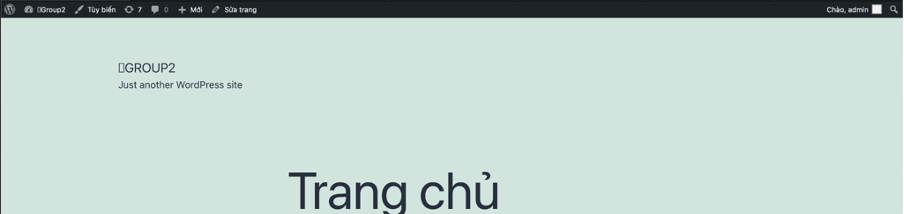 Group2 Tùy biến 7 0 Mới Sửa trang Chào, admin
GROUP2
Just another WordPress site
Trang chủ